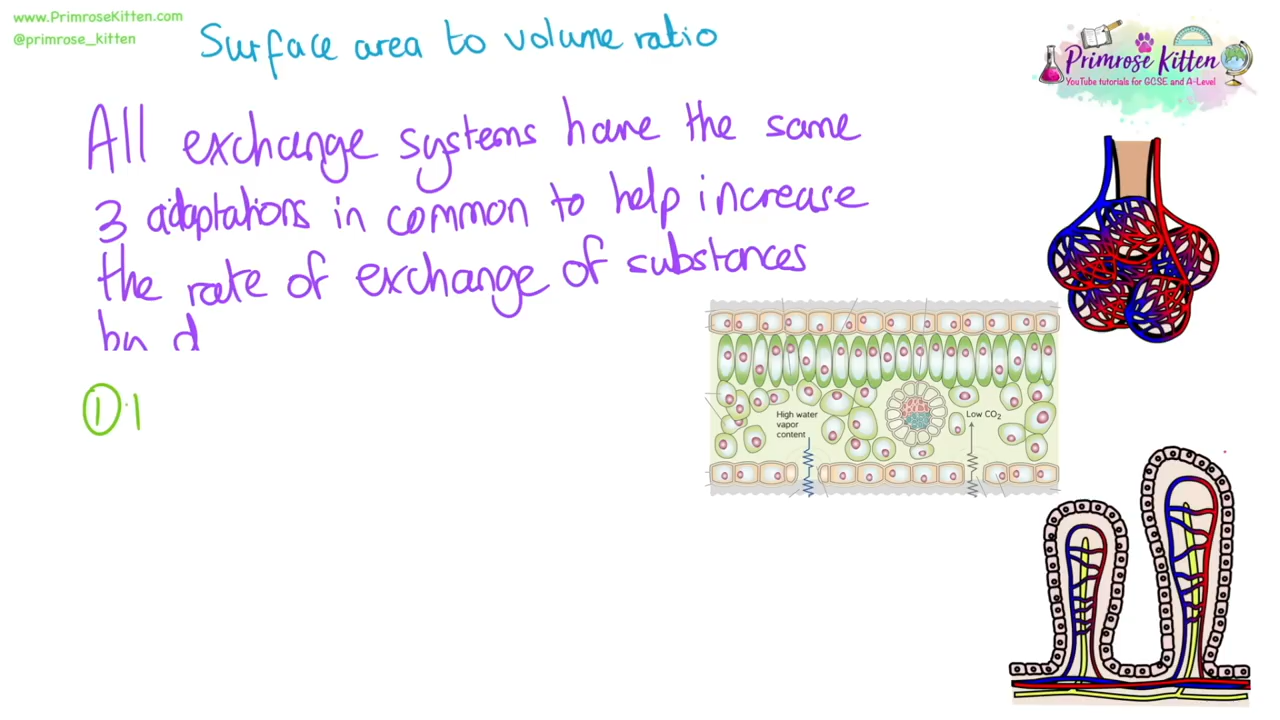 www.PrimroseKitten.com
@primrose_kitten
Surface area to volume ratio
Primrose Kitten
YouTube tutorials for GCSE and A-Level
All exchange systems have the same
3 adaptations in common to help increase
the rate of exchange of substances
by d
High water
vapor
content
Low CO₂
1